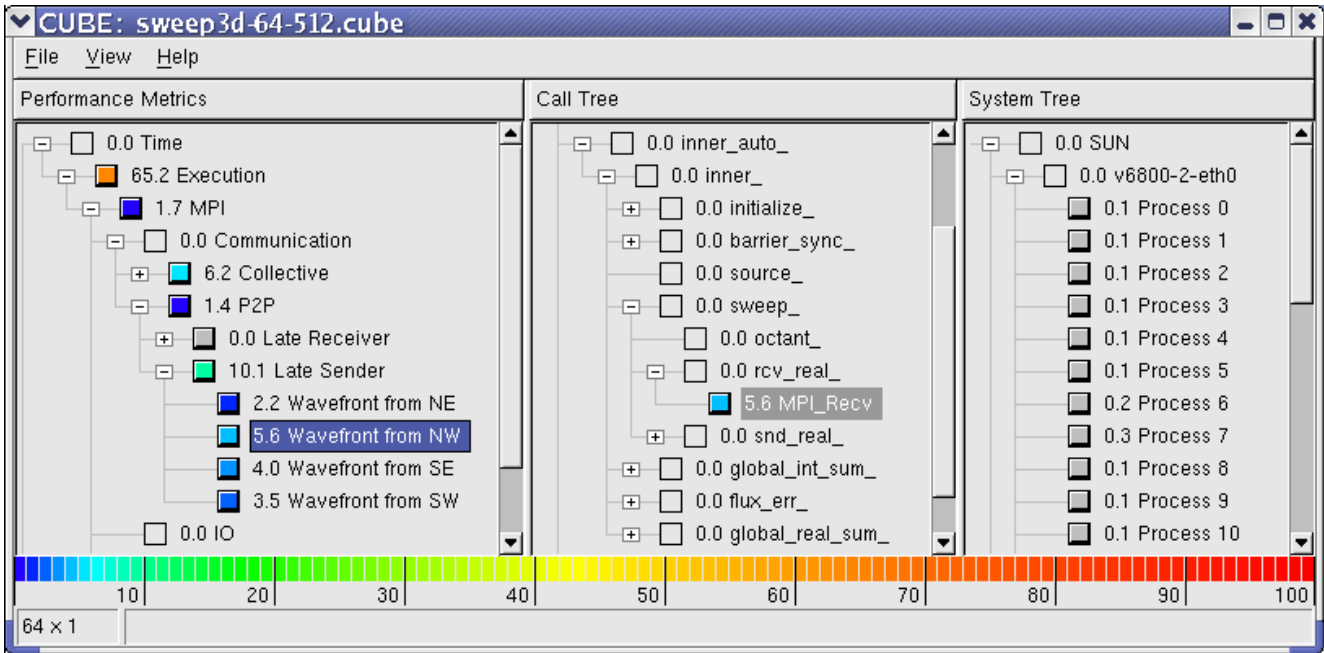 CUBE: sweep3d-64-512.cube
File View Help
Performance Metrics
0.0 Time
65.2 Execution
1.7 MPI
0.0 Communication
6.2 Collective
1.4 P2P
0.0 Late Receiver
10.1 Late Sender
2.2 Wavefront from NE
5.6 Wavefront from NW
4.0 Wavefront from SE
3.5 Wavefront from SW
0.0 IO
Call Tree
0.0 inner_auto_
0.0 inner_
0.0 initialize_
0.0 barrier_sync_
0.0 source_
0.0 sweep_
0.0 octant_
0.0 rcv_real_
5.6 MPI_Recv
0.0 snd_real_
0.0 global_int_sum_
0.0 flux_err_
0.0 global_real_sum_
System Tree
0.0 SUN
0.0 v6800-2-eth0
0.1 Process 0
0.1 Process 1
0.1 Process 2
0.1 Process 3
0.1 Process 4
0.1 Process 5
0.2 Process 6
0.3 Process 7
0.1 Process 8
0.1 Process 9
0.1 Process 10
10 20 30 40 50 60 70 80 90 100
64 x 1